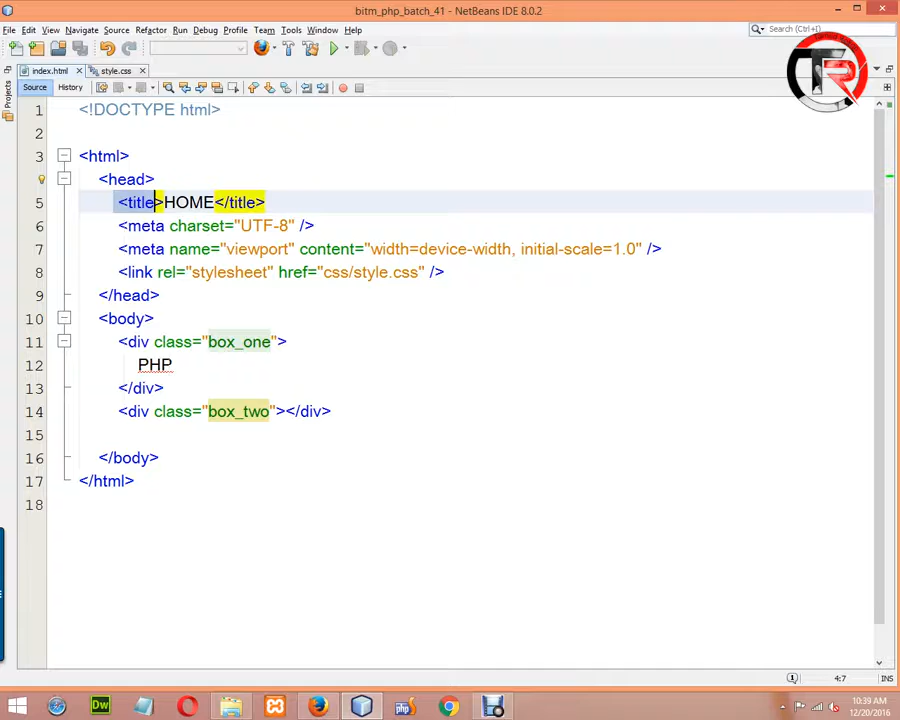 bitm_php_batch_41 - NetBeans IDE 8.0.2
File Edit View Navigate Source Refactor Run Debug Profile Team Tools Window Help
Search (Ctrl+I)
index.html style.css
Source History
Projects
1 <!DOCTYPE html>
2
3 <html>
<head>
5 <title>HOME</title>
6 <meta charset="UTF-8" />
7 <meta name="viewport" content="width=device-width, initial-scale=1.0" />
8 <link rel="stylesheet" href="css/style.css" />
9 </head>
10 <body>
11 <div class="box_one">
12 PHP
13 </div>
14 <div class="box_two"></div>
15
16 </body>
17 </html>
18
4:7 INS
Dw
php
10:39 AM
12/20/2016